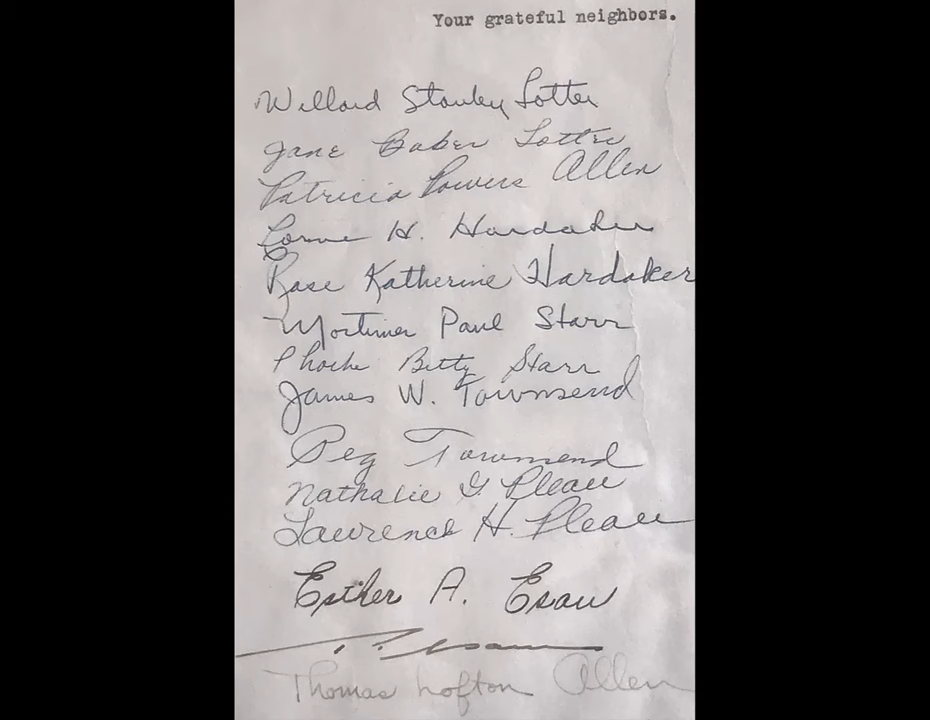 Your grateful neighbors.
Willard Stanley Lotter
Jane Baker Lotter
Patricia Powers Allen
Lorne H. Hardaker
Rose Katherine Hardaker
Mortimer Paul Starr
Phoebe Betty Starr
James W. Townsend
Peg Townsend
Nathalie G Pleau
Lawrence H. Pleau
Esther A. Esau
Thomas Lofton Allen